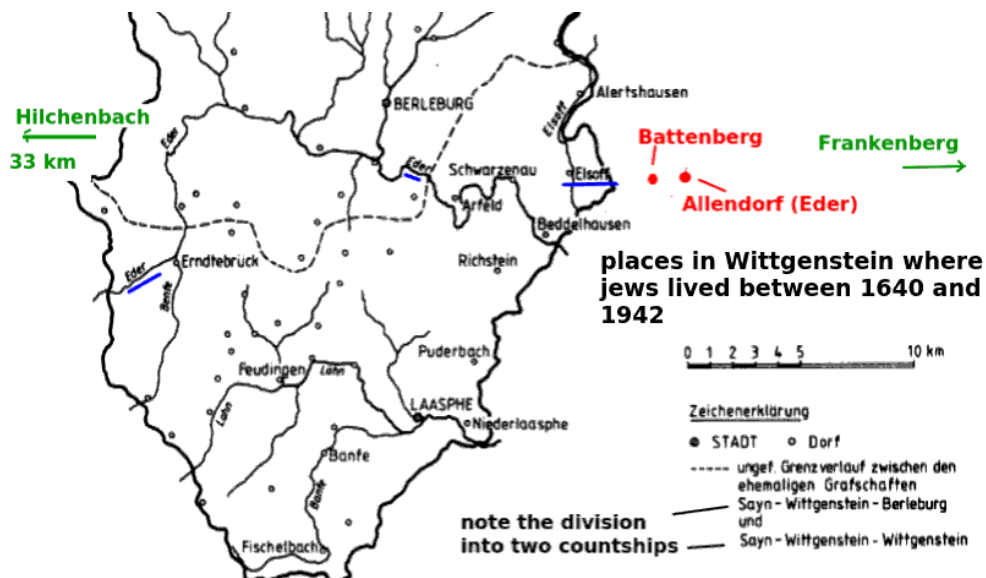 Hilchenbach
33 km
Eder
BERLEBURG
Eder
Schwarzenau
Arfeld
Elsoff
Alertshausen
Elsoff
Beddelhausen
Battenberg
Allendorf (Eder)
Frankenberg
Eder
Erndtebrück
Benfe
Richstein
places in Wittgenstein where
jews lived between 1640 and
1942
Puderbach
Feudingen
Lahn
Lahn
LAASPHE
Niederlaasphe
Banfe
Banfe
Fischelbach
0 1 2 3 4 5 10 km
Zeichenerklärung
STADT Dorf
ungef. Grenzverlauf zwischen den
ehemaligen Grafschaften
Sayn-Wittgenstein-Berleburg
und
Sayn-Wittgenstein-Wittgenstein
note the division
into two countships